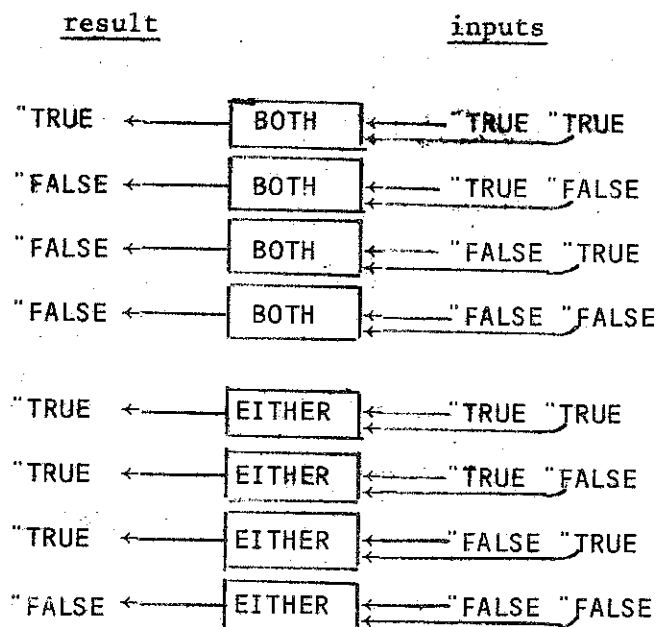 result inputs
"TRUE BOTH "TRUE "TRUE
"FALSE BOTH "TRUE "FALSE
"FALSE BOTH "FALSE "TRUE
"FALSE BOTH "FALSE "FALSE
"TRUE EITHER "TRUE "TRUE
"TRUE EITHER "TRUE "FALSE
"TRUE EITHER "FALSE "TRUE
"FALSE EITHER "FALSE "FALSE